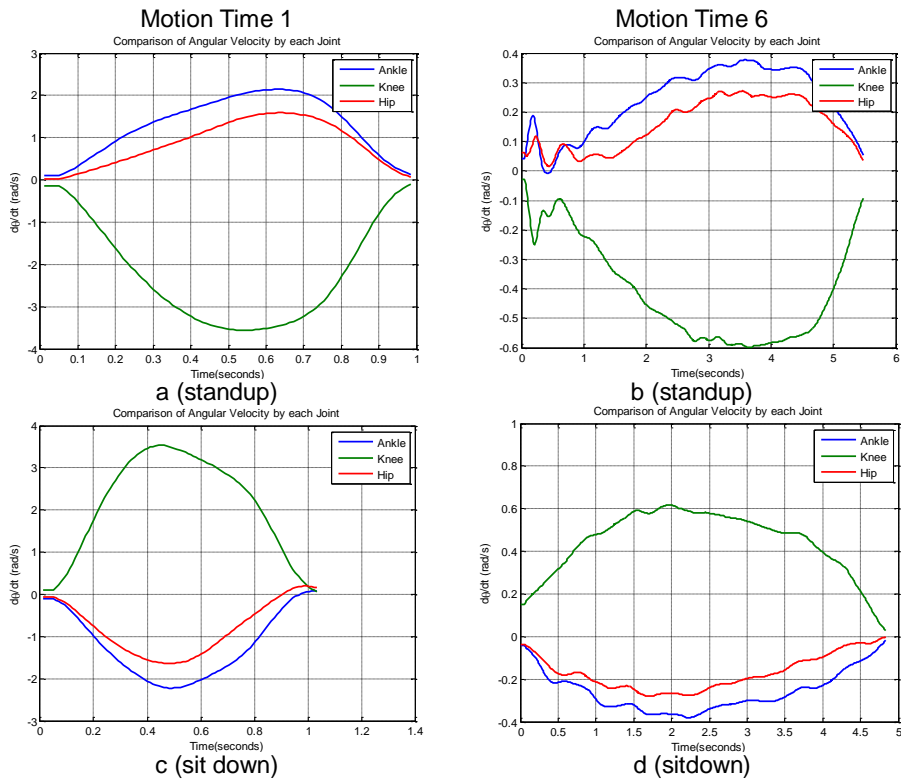 Motion Time 1
Motion Time 6
Comparison of Angular Velocity by each Joint
3
2
1
0
-1
-2
-3
-4
dθ/dt (rad/s)
Ankle
Knee
Hip
0 0.1 0.2 0.3 0.4 0.5 0.6 0.7 0.8 0.9 1
Time(seconds)
a (standup)
Comparison of Angular Velocity by each Joint
0.4
0.3
0.2
0.1
0
-0.1
-0.2
-0.3
-0.4
-0.5
-0.6
dθ/dt (rad/s)
Ankle
Knee
Hip
0 1 2 3 4 5 6
Time(seconds)
b (standup)
Comparison of Angular Velocity by each Joint
4
3
2
1
0
-1
-2
-3
dθ/dt (rad/s)
Ankle
Knee
Hip
0 0.2 0.4 0.6 0.8 1 1.2 1.4
Time(seconds)
c (sit down)
Comparison of Angular Velocity by each Joint
1
0.8
0.6
0.4
0.2
0
-0.2
-0.4
dθ/dt (rad/s)
Ankle
Knee
Hip
0 0.5 1 1.5 2 2.5 3 3.5 4 4.5 5
Time(seconds)
d (sitdown)